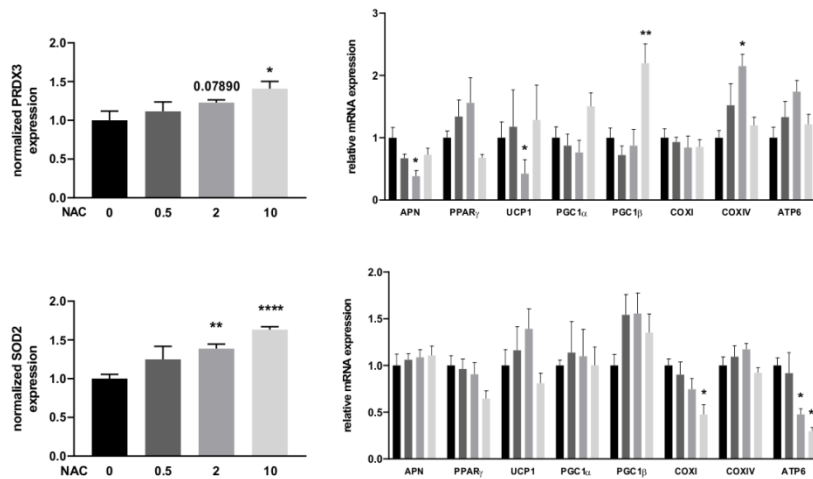 normalized PRDX3
expression
2.0
1.5
1.0
0.5
0.0
0.07890
*
NAC 0 0.5 2 10
relative mRNA expression
3
2
1
0
* * ** *
APN PPARγ UCP1 PGC1α PGC1β COXI COXIV ATP6
normalized SOD2
expression
2.0
1.5
1.0
0.5
0.0
** ****
NAC 0 0.5 2 10
relative mRNA expression
2.0
1.5
1.0
0.5
0.0
* * *
APN PPARγ UCP1 PGC1α PGC1β COXI COXIV ATP6